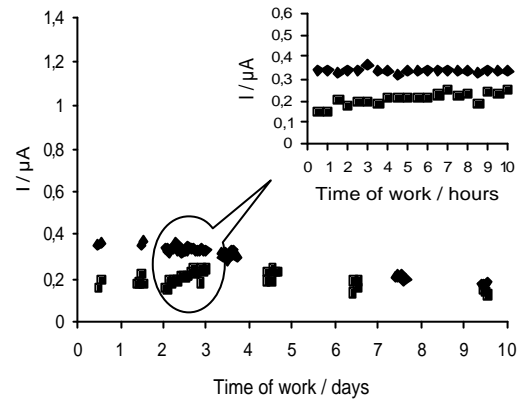 I / µA
1,4
1,2
1
0,8
0,6
0,4
0,2
0
0 1 2 3 4 5 6 7 8 9 10
Time of work / days
I / µA
0,6
0,5
0,4
0,3
0,2
0,1
0
0 1 2 3 4 5 6 7 8 9 10
Time of work / hours